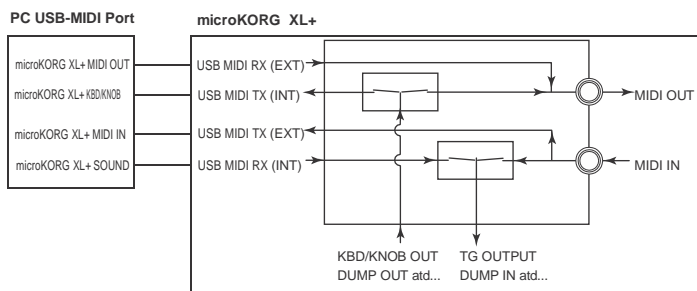 PC USB-MIDI Port
microKORG XL+
microKORG XL+ MIDI OUT
USB MIDI RX (EXT)
microKORG XL+ KBD/KNOB
USB MIDI TX (INT)
MIDI OUT
microKORG XL+ MIDI IN
USB MIDI TX (EXT)
microKORG XL+ SOUND
USB MIDI RX (INT)
MIDI IN
KBD/KNOB OUT
DUMP OUT atd...
TG OUTPUT
DUMP IN atd...